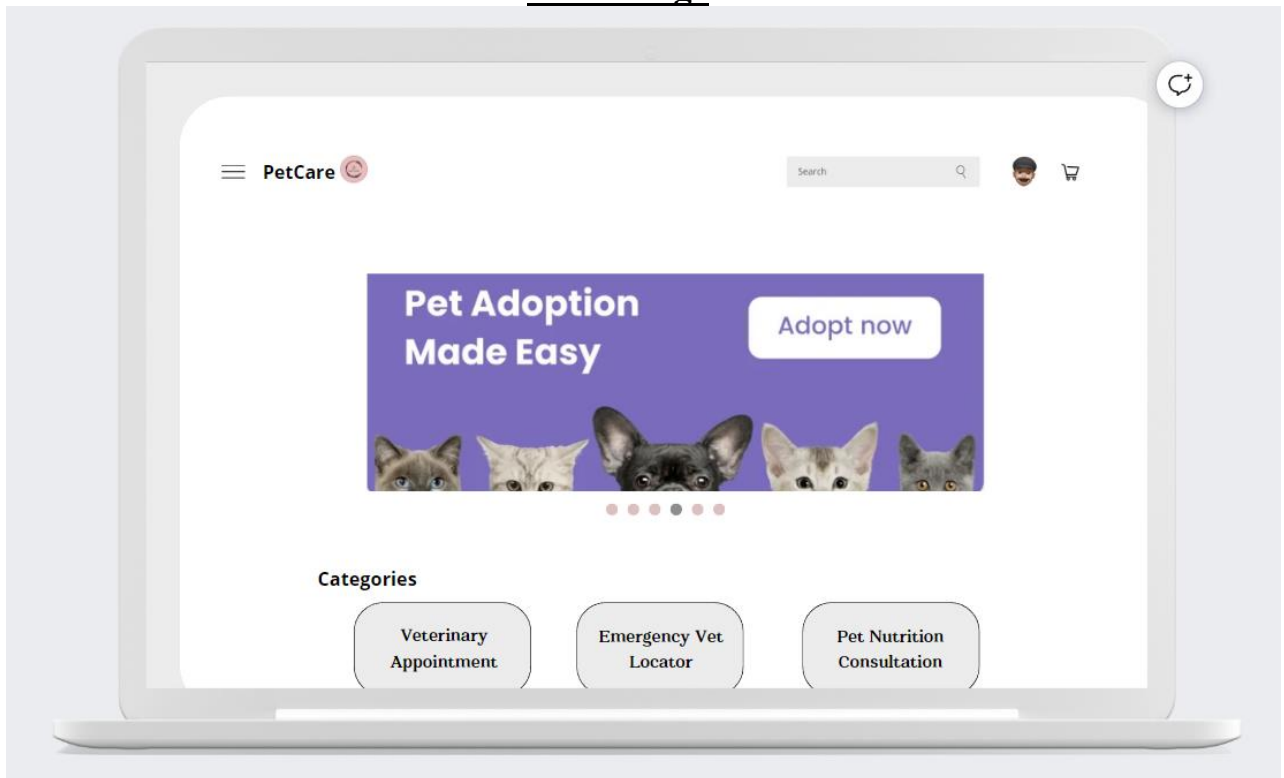 PetCare
Search
Pet Adoption
Made Easy
Adopt now
Categories
Veterinary
Appointment
Emergency Vet
Locator
Pet Nutrition
Consultation